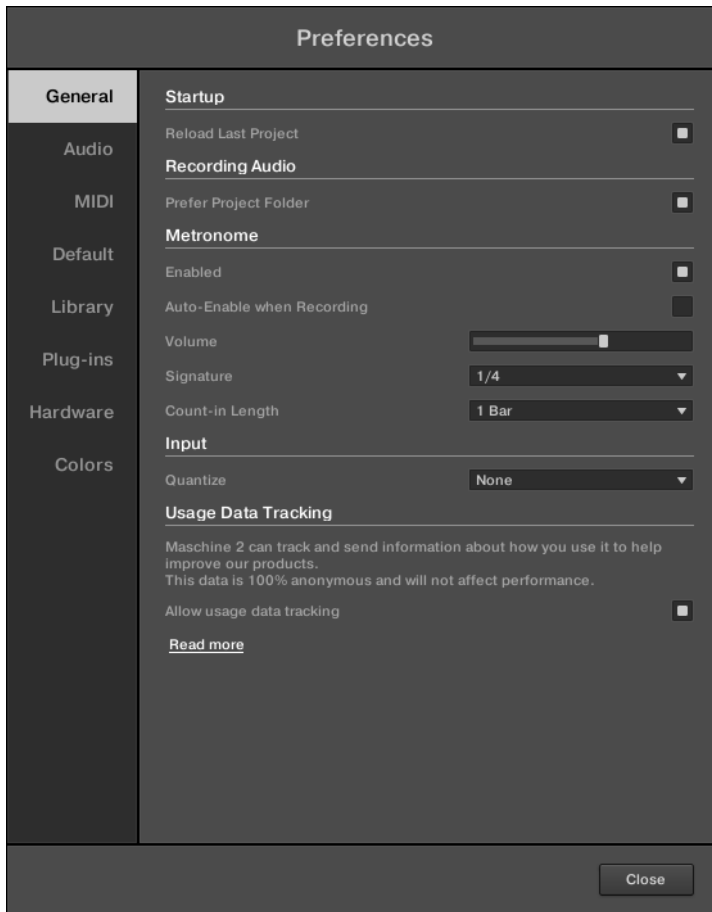 Preferences
General
Audio
MIDI
Default
Library
Plug-ins
Hardware
Colors
Startup
Reload Last Project
Recording Audio
Prefer Project Folder
Metronome
Enabled
Auto-Enable when Recording
Volume
Signature 1/4
Count-in Length 1 Bar
Input
Quantize None
Usage Data Tracking
Maschine 2 can track and send information about how you use it to help
improve our products.
This data is 100% anonymous and will not affect performance.
Allow usage data tracking
Read more
Close